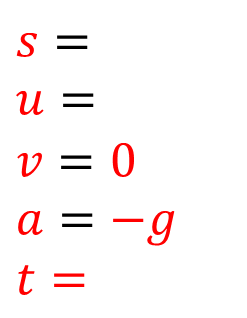 s =
u =
v = 0
a = −g
t =